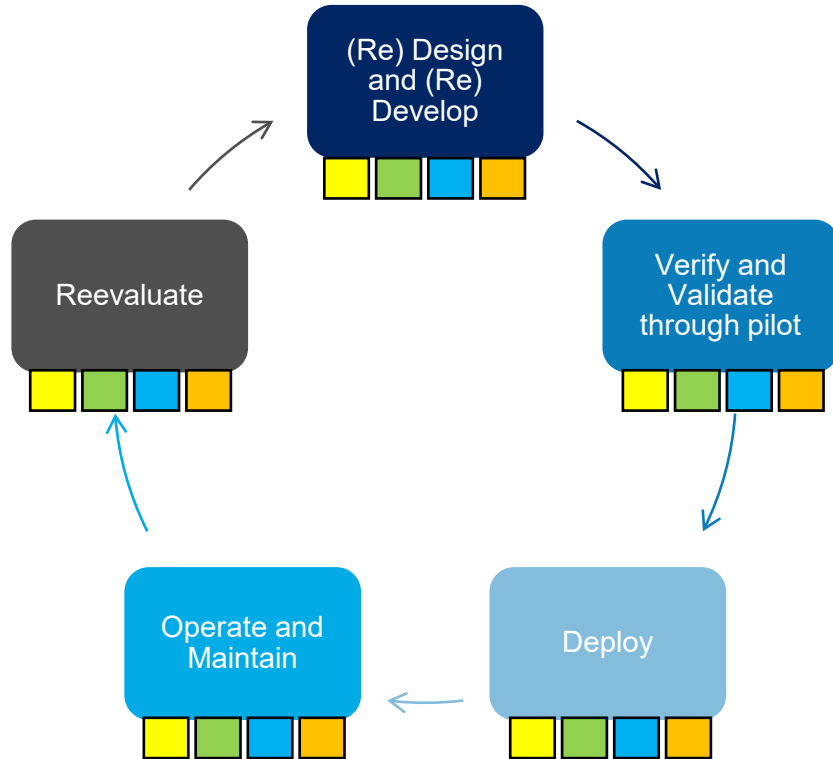 (Re) Design
and (Re)
Develop
Verify and
Validate
through pilot
Deploy
Operate and
Maintain
Reevaluate